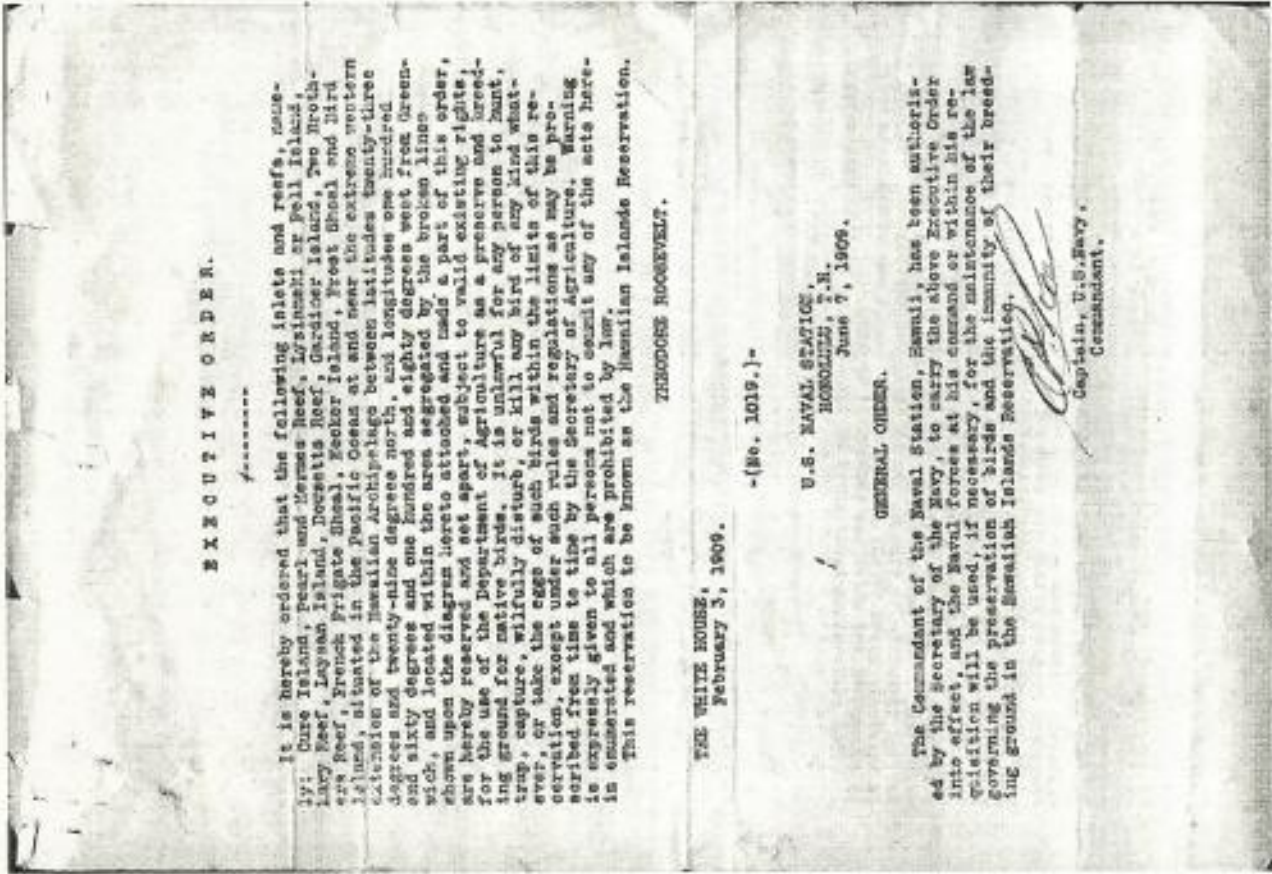 EXECUTIVE ORDER.
--------
It is hereby ordered that the following islets and reefs, name-
ly: Cure Island, Pearl and Hermes Reef, Lysianski or Pell Island,
Mary Reef, Laysan Island, Dowsetts Reef, Gardiner Island, Two Broth-
ers Reef, French Frigate Shoal, Necker Island, Frost Shoal and Bird
Island, situated in the Pacific Ocean at and near the extreme western
extension of the Hawaiian Archipelago between latitudes twenty-three
degrees and twenty-nine degrees north, and longitudes one hundred
and sixty degrees and one hundred and eighty degrees west from Green-
wich, and located within the area segregated by the broken lines
shown upon the diagram hereto attached and made a part of this order,
are hereby reserved and set apart, subject to valid existing rights,
for the use of the Department of Agriculture as a preserve and breed-
ing ground for native birds. It is unlawful for any person to hunt,
trap, capture, wilfully disturb, or kill any bird of any kind what-
ever, or take the eggs of such birds within the limits of this re-
servation, except under such rules and regulations as may be pre-
scribed from time to time by the Secretary of Agriculture. Warning
is expressly given to all persons not to commit any of the acts here-
in enumerated and which are prohibited by law.
This reservation to be known as the Hawaiian Islands Reservation.
THEODORE ROOSEVELT.
THE WHITE HOUSE,
February 3, 1909.
-(No. 1019.)-
U.S. NAVAL STATION,
HONOLULU, T.H.
June 7, 1909.
GENERAL ORDER.
The Commandant of the Naval Station, Hawaii, has been authoriz-
ed by the Secretary of the Navy, to carry the above Executive Order
into effect, and the Naval forces at his command or within his re-
quisition will be used, if necessary, for the maintenance of the law
governing the preservation of birds and the immunity of their breed-
ing ground in the Hawaiian Islands Reservation.
Captain, U.S.Navy,
Commandant.